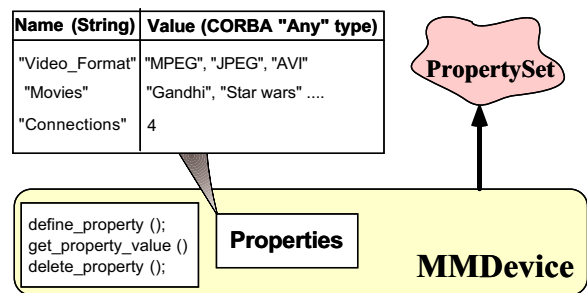 Name (String) Value (CORBA "Any" type)
"Video_Format" "MPEG", "JPEG", "AVI"
"Movies" "Gandhi", "Star wars" ....
"Connections" 4
PropertySet
define_property ();
get_property_value ()
delete_property ();
Properties
MMDevice